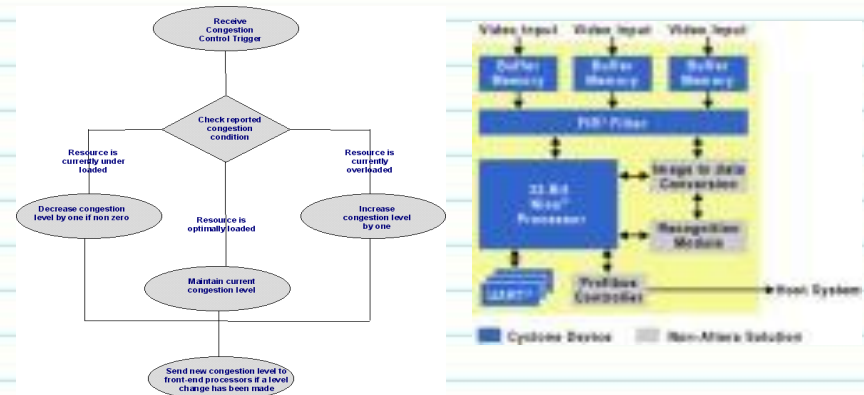 Receive
Congestion
Control Trigger
Check reported
congestion
condition
Resource is
currently under
loaded
Resource is
currently
overloaded
Decrease congestion
level by one if non zero
Resource is
optimally loaded
Increase
congestion level
by one
Maintain current
congestion level
Send new congestion level to
front-end processors if a level
change has been made
Video Input Video Input Video Input
Buffer
Memory
Buffer
Memory
Buffer
Memory
Filter
Image to data
Conversion
32-Bit
Nios
Processor
Recognition
Module
UART
Profibus
Controller
Host System
Cyclone Device
Non-Altera Solution